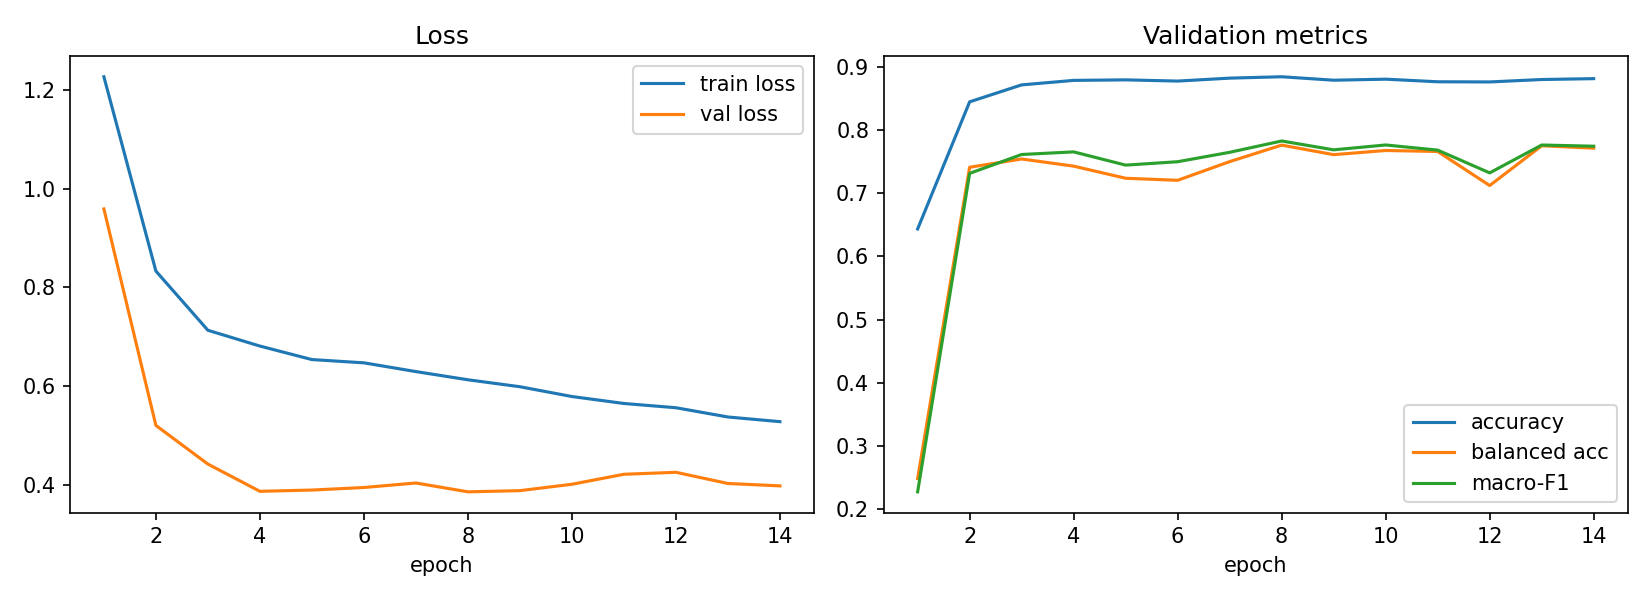 Loss
1.2
1.0
0.8
0.6
0.4
train loss
val loss
2 4 6 8 10 12 14
epoch
Validation metrics
0.9
0.8
0.7
0.6
0.5
0.4
0.3
0.2
accuracy
balanced acc
macro-F1
2 4 6 8 10 12 14
epoch